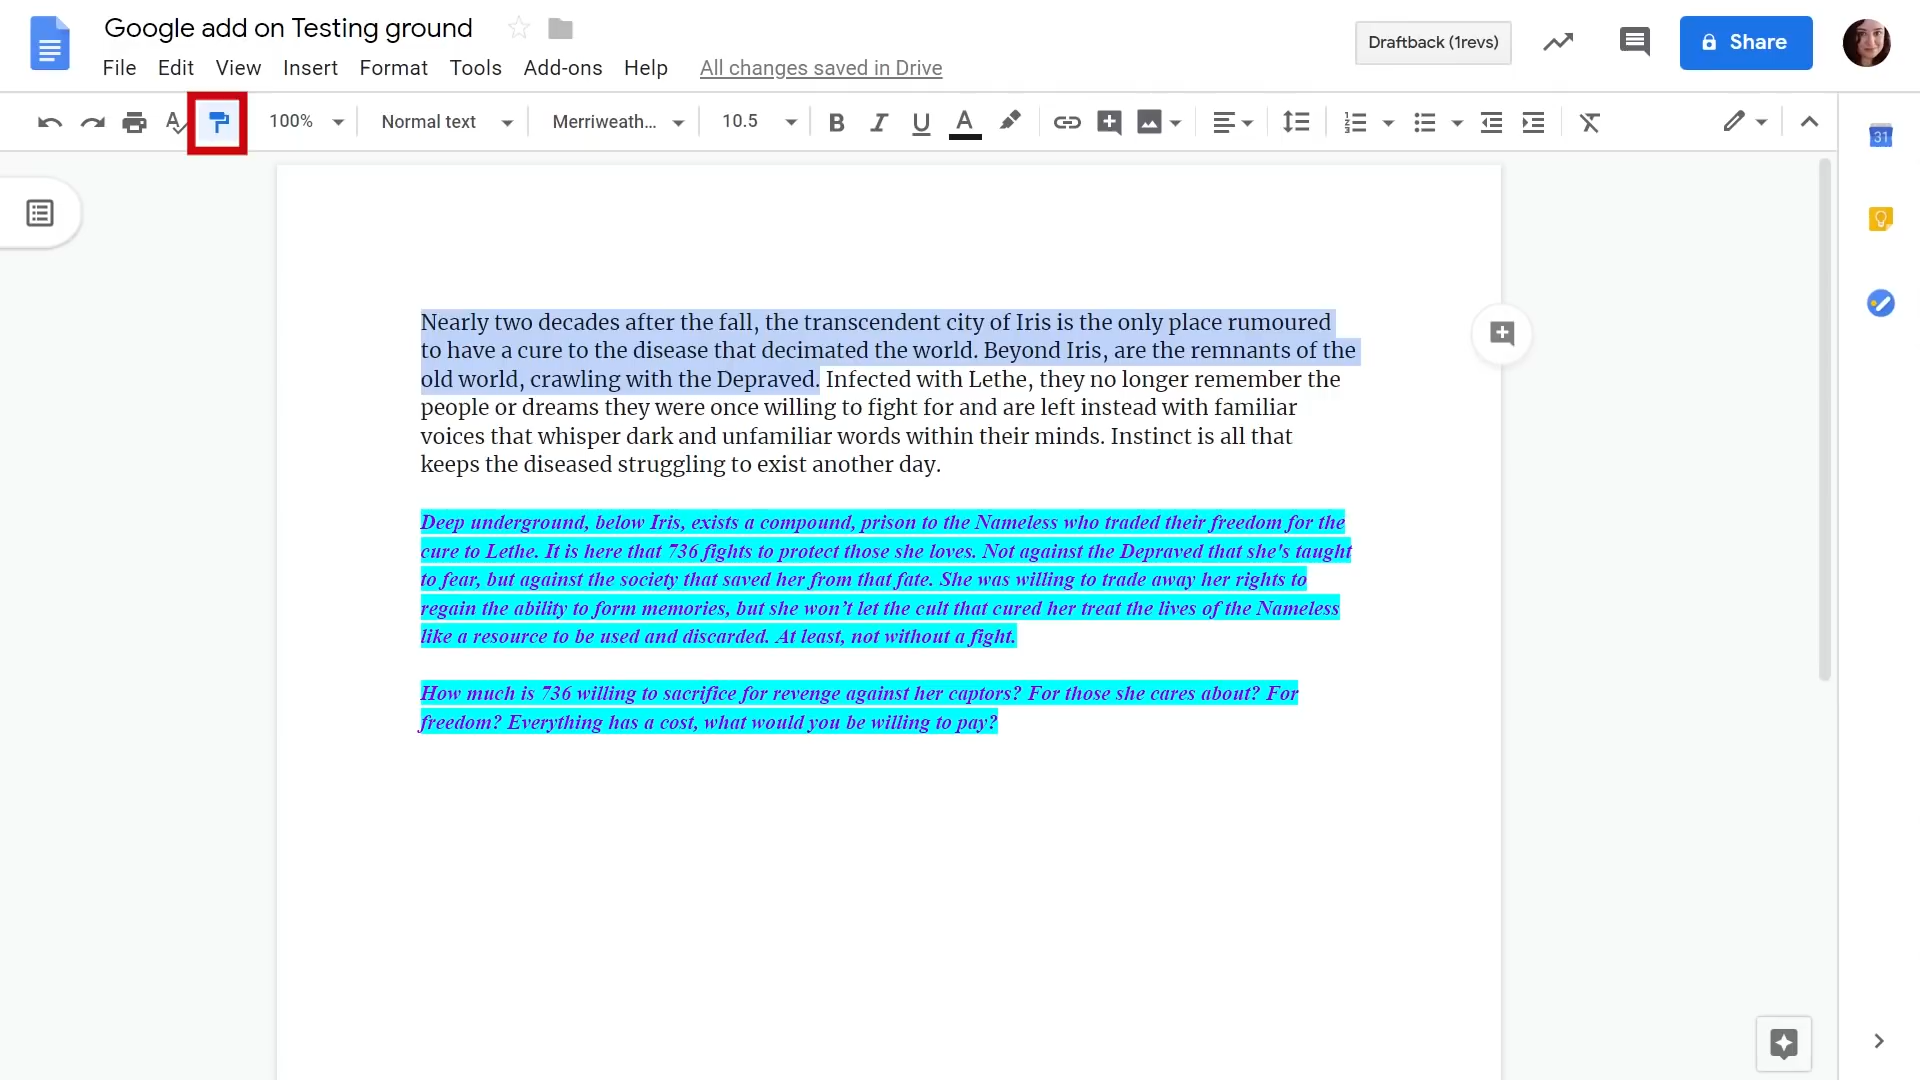 Google add on Testing ground
Draftback (1revs)
Share
File Edit View Insert Format Tools Add-ons Help All changes saved in Drive
100% Normal text Merriweath... 10.5
31
Nearly two decades after the fall, the transcendent city of Iris is the only place rumoured
to have a cure to the disease that decimated the world. Beyond Iris, are the remnants of the
old world, crawling with the Depraved. Infected with Lethe, they no longer remember the
people or dreams they were once willing to fight for and are left instead with familiar
voices that whisper dark and unfamiliar words within their minds. Instinct is all that
keeps the diseased struggling to exist another day.
Deep underground, below Iris, exists a compound, prison to the Nameless who traded their freedom for the
cure to Lethe. It is here that 736 fights to protect those she loves. Not against the Depraved that she's taught
to fear, but against the society that saved her from that fate. She was willing to trade away her rights to
regain the ability to form memories, but she won’t let the cult that cured her treat the lives of the Nameless
like a resource to be used and discarded. At least, not without a fight.
How much is 736 willing to sacrifice for revenge against her captors? For those she cares about? For
freedom? Everything has a cost, what would you be willing to pay?